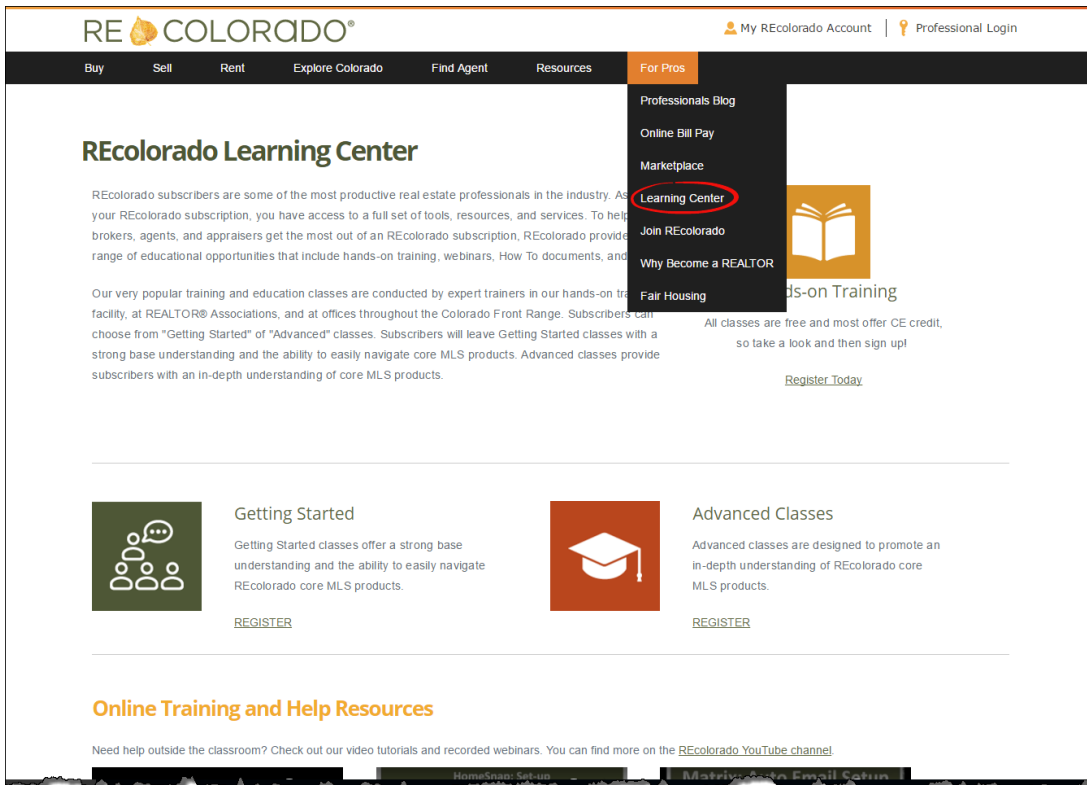 RE COLORADO®
My REcolorado Account
Professional Login
Buy Sell Rent Explore Colorado Find Agent Resources For Pros
Professionals Blog
Online Bill Pay
Marketplace
Learning Center
Join REcolorado
Why Become a REALTOR
Fair Housing
REcolorado Learning Center
REcolorado subscribers are some of the most productive real estate professionals in the industry. As
your REcolorado subscription, you have access to a full set of tools, resources, and services. To help
brokers, agents, and appraisers get the most out of an REcolorado subscription, REcolorado provide
range of educational opportunities that include hands-on training, webinars, How To documents, and
Our very popular training and education classes are conducted by expert trainers in our hands-on tra
facility, at REALTOR® Associations, and at offices throughout the Colorado Front Range. Subscribers can
choose from "Getting Started" of "Advanced" classes. Subscribers will leave Getting Started classes with a
strong base understanding and the ability to easily navigate core MLS products. Advanced classes provide
subscribers with an in-depth understanding of core MLS products.
ds-on Training
All classes are free and most offer CE credit,
so take a look and then sign up!
Register Today
Getting Started
Getting Started classes offer a strong base
understanding and the ability to easily navigate
REcolorado core MLS products.
REGISTER
Advanced Classes
Advanced classes are designed to promote an
in-depth understanding of REcolorado core
MLS products.
REGISTER
Online Training and Help Resources
Need help outside the classroom? Check out our video tutorials and recorded webinars. You can find more on the REcolorado YouTube channel.
HomeSnap: Set-up
Matrix: Auto Email Setup